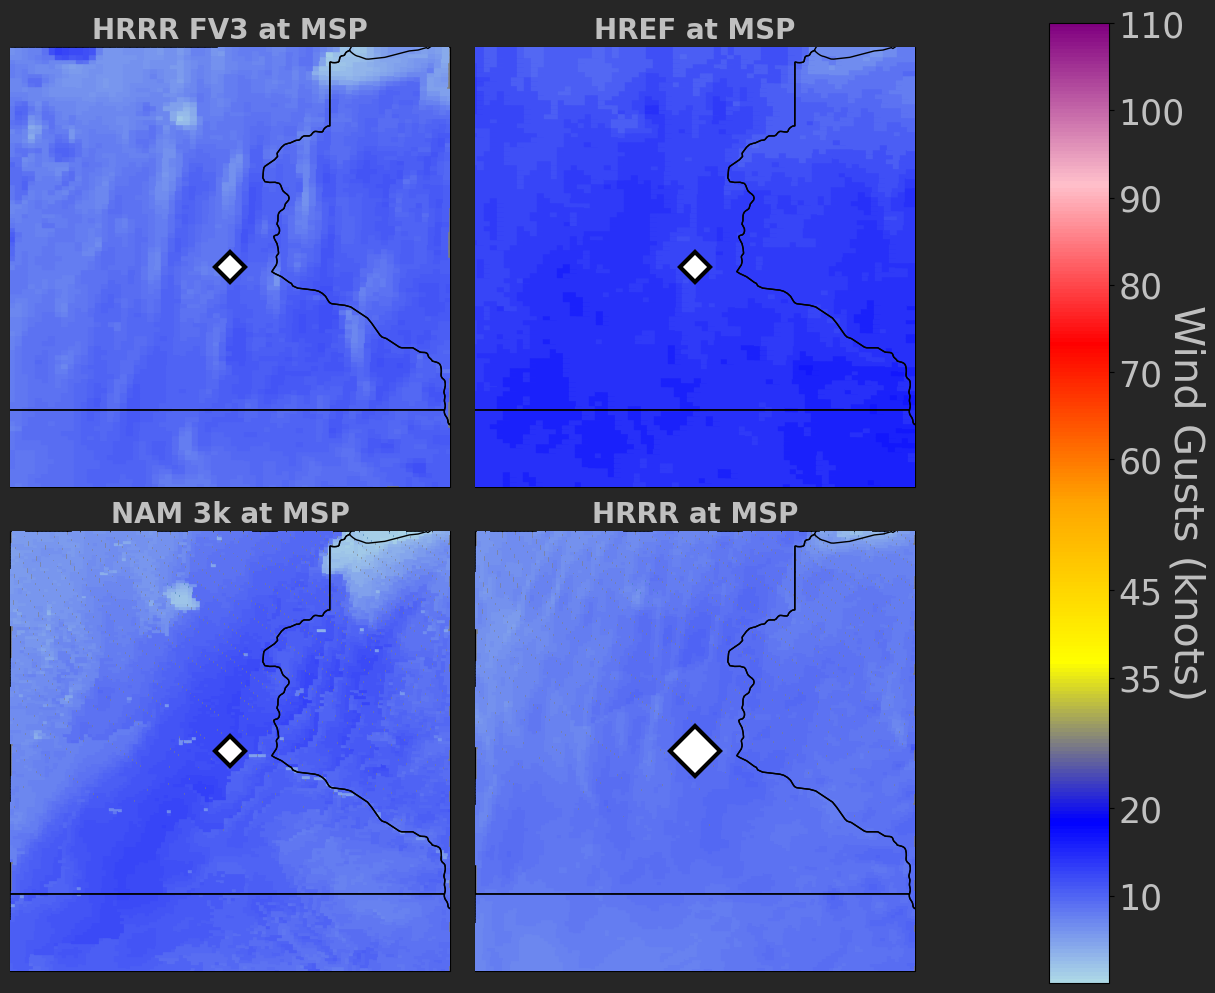 HRRR FV3 at MSP
HREF at MSP
NAM 3k at MSP
HRRR at MSP
110
100
90
80
70
60
45
35
20
10
Wind Gusts (knots)